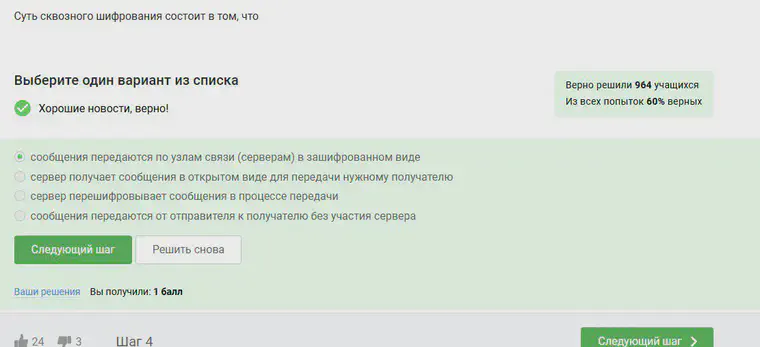 Суть сквозного шифрования состоит в том, что
Выберите один вариант из списка
Верно решили 964 учащихся
Из всех попыток 60% верных
Хорошие новости, верно!
сообщения передаются по узлам связи (серверам) в зашифрованном виде
сервер получает сообщения в открытом виде для передачи нужному получателю
сервер перешифровывает сообщения в процессе передачи
сообщения передаются от отправителя к получателю без участия сервера
Следующий шаг
Решить снова
Ваши решения Вы получили: 1 балл
24 3 Шаг 4 Следующий шаг